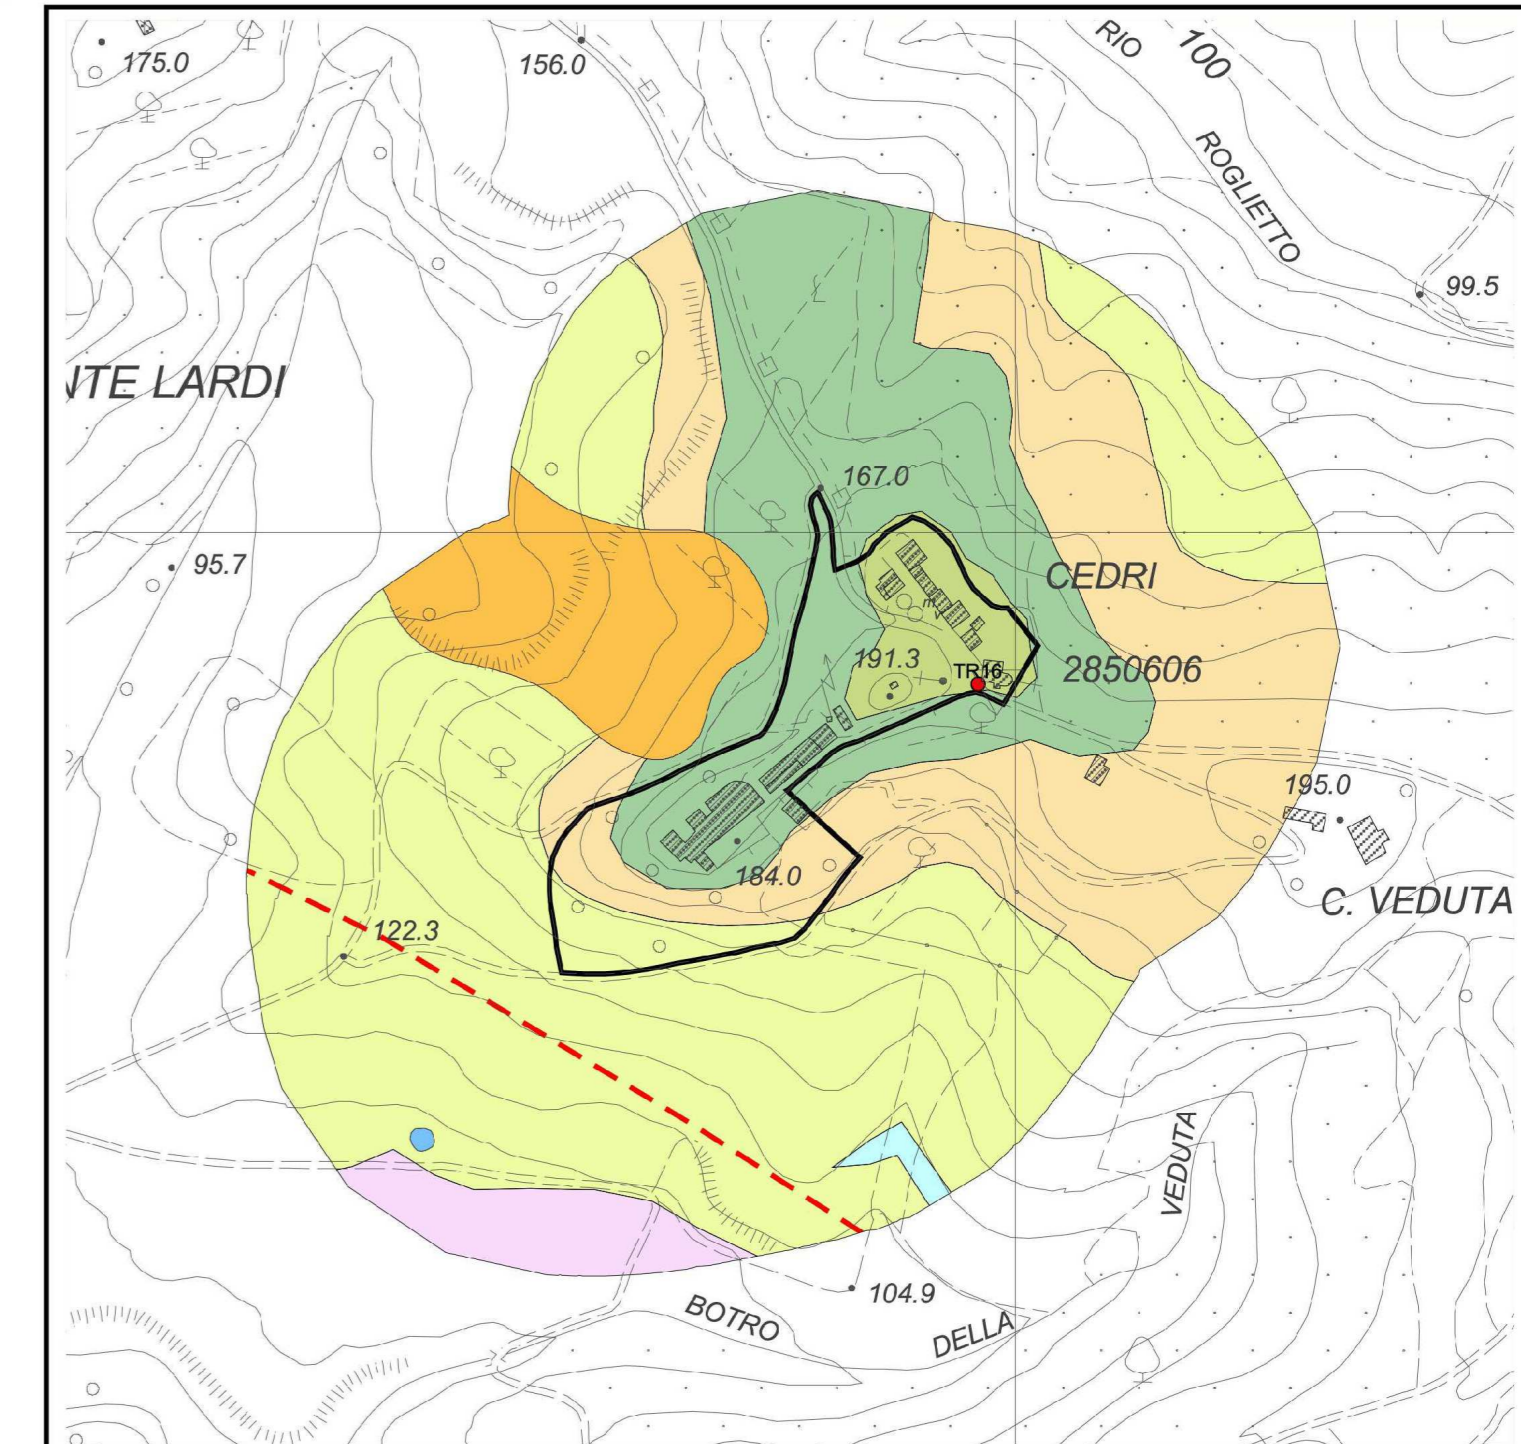 RIO
100
175.0
156.0
ROGLIETTO
99.5
NTE LARDI
167.0
95.7
CEDRI
191.3
TR16
2850606
195.0
184.0
C. VEDUTA
122.3
VEDUTA
104.9
BOTRO
DELLA